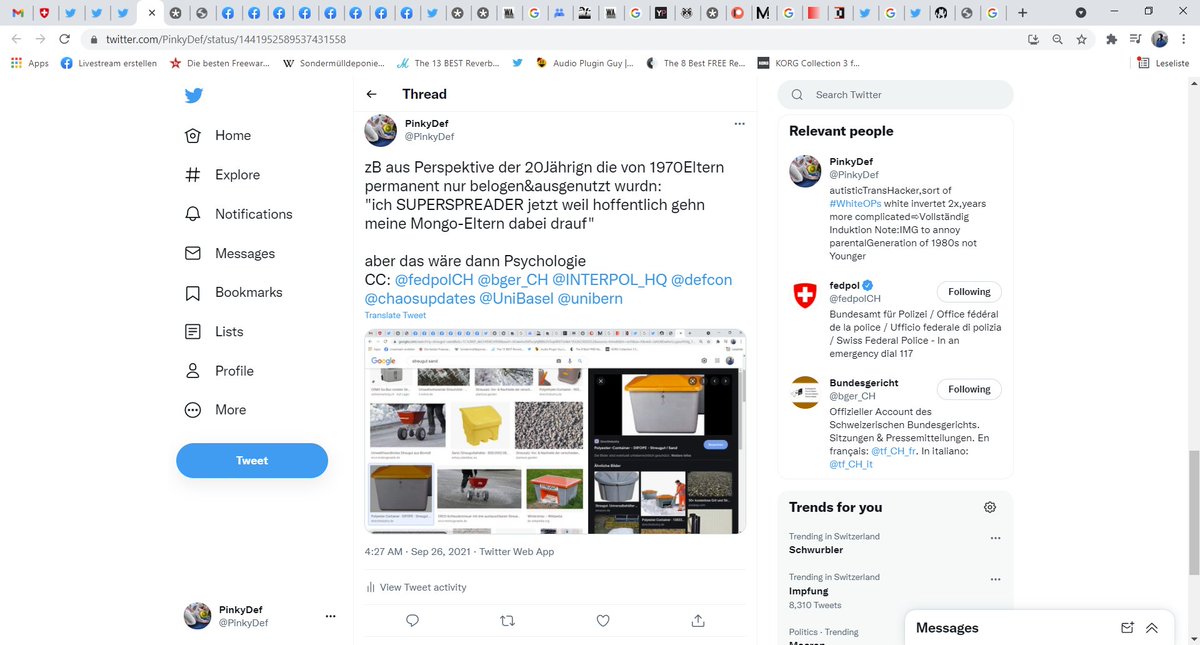 twitter.com/PinkyDef/status/1441952589537431558
Apps
Livestream erstellen
Die besten Freewar...
Sondermülldeponie...
The 13 BEST Reverb...
Audio Plugin Guy |...
The 8 Best FREE Re...
KORG Collection 3 f...
Leseliste
Home
Explore
Notifications
Messages
Bookmarks
Lists
Profile
More
Tweet
PinkyDef
@PinkyDef
Thread
PinkyDef
@PinkyDef
zB aus Perspektive der 20Jährign die von 1970Eltern
permanent nur belogen&ausgenutzt wurdn:
"ich SUPERSPREADER jetzt weil hoffentlich gehn
meine Mongo-Eltern dabei drauf"
aber das wäre dann Psychologie
CC: @fedpolCH @bger_CH @INTERPOL_HQ @defcon
@chaosupdates @UniBasel @unibern
Translate Tweet
Google
streugut sand
Ähnliche Bilder
4:27 AM · Sep 26, 2021 · Twitter Web App
View Tweet activity
Search Twitter
Relevant people
PinkyDef
@PinkyDef
autisticTransHacker,sort of
#WhiteOPs white invertet 2x,years
more complicated⇨Vollständig
Induktion Note:IMG to annoy
parentalGeneration of 1980s not
Younger
fedpol
@fedpolCH
Following
Bundesamt für Polizei / Office fédéral
de la police / Ufficio federale di polizia
/ Swiss Federal Police - In an
emergency dial 117
Bundesgericht
@bger_CH
Following
Offizieller Account des
Schweizerischen Bundesgerichts.
Sitzungen & Pressemitteilungen. En
français: @tf_CH_fr. In Italiano:
@tf_CH_it
Trends for you
Trending in Switzerland
Schwurbler
Trending in Switzerland
Impfung
8,310 Tweets
Politics · Trending
Messages